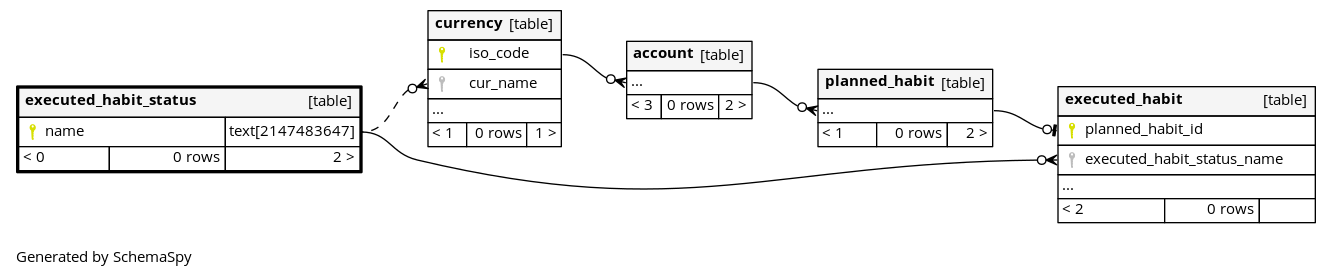 executed_habit_status [table]
name text[2147483647]
< 0 0 rows 2 >
currency [table]
iso_code
cur_name
...
< 1 0 rows 1 >
account [table]
...
< 3 0 rows 2 >
planned_habit [table]
...
< 1 0 rows 2 >
executed_habit [table]
planned_habit_id
executed_habit_status_name
...
< 2 0 rows
Generated by SchemaSpy